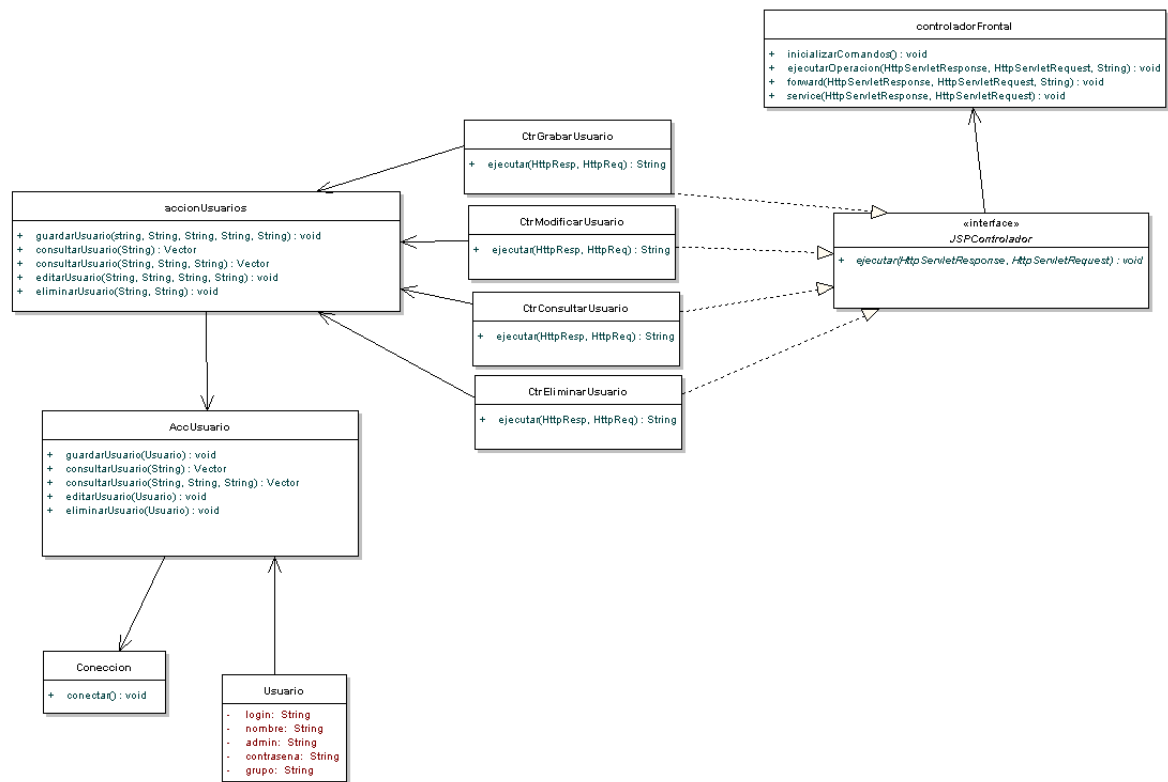 controladorFrontal
+ inicializarComandos() : void
+ ejecutarOperacion(HttpServletResponse, HttpServletRequest, String) : void
+ forward(HttpServletResponse, HttpServletRequest, String) : void
+ service(HttpServletResponse, HttpServletRequest) : void
CtrGrabarUsuario
+ ejecutar(HttpResp, HttpReq) : String
accionUsuarios
+ guardarUsuario(string, String, String, String, String) : void
+ consultarUsuario(String) : Vector
+ consultarUsuario(String, String, String) : Vector
+ editarUsuario(String, String, String, String) : void
+ eliminarUsuario(String, String) : void
CtrModificarUsuario
+ ejecutar(HttpResp, HttpReq) : String
«interface»
JSPControlador
+ ejecutar(HttpServletResponse, HttpServletRequest) : void
CtrConsultarUsuario
+ ejecutar(HttpResp, HttpReq) : String
CtrEliminarUsuario
+ ejecutar(HttpResp, HttpReq) : String
AccUsuario
+ guardarUsuario(Usuario) : void
+ consultarUsuario(String) : Vector
+ consultarUsuario(String, String, String) : Vector
+ editarUsuario(Usuario) : void
+ eliminarUsuario(Usuario) : void
Coneccion
+ conectar() : void
Usuario
- login: String
- nombre: String
- admin: String
- contrasena: String
- grupo: String